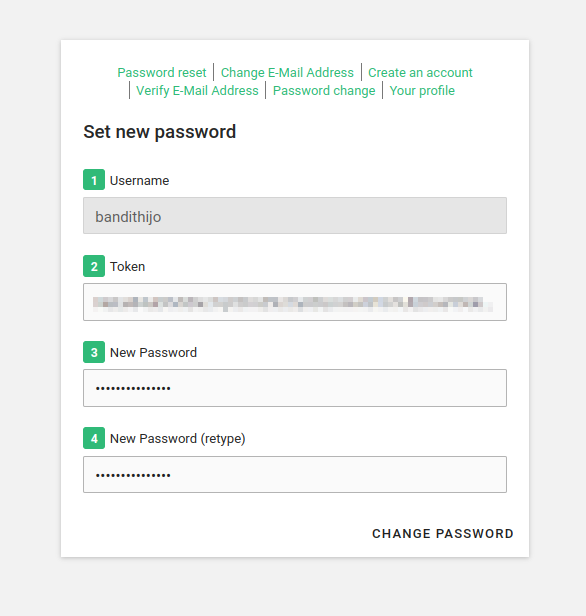 Password reset | Change E-Mail Address | Create an account
| Verify E-Mail Address | Password change | Your profile
Set new password
1 Username
bandithijo
2 Token
3 New Password
•••••••••••••••
4 New Password (retype)
•••••••••••••••
CHANGE PASSWORD